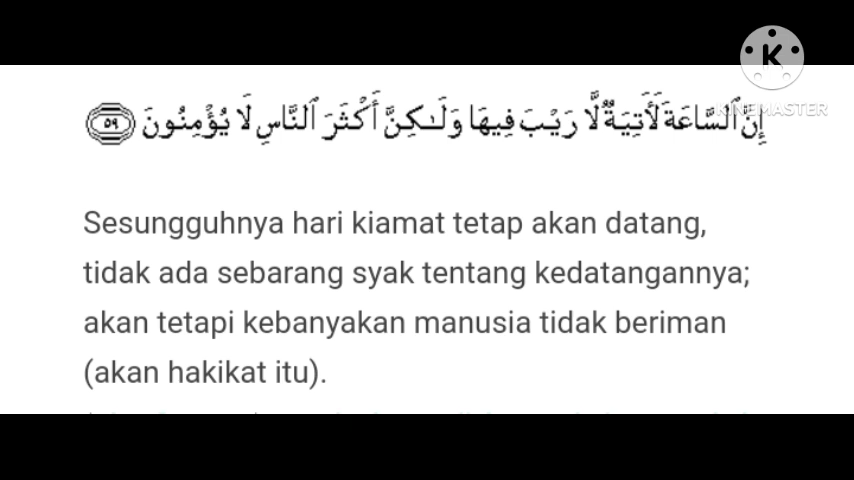 K
KINEMASTER
إِنَّ ٱلسَّاعَةَ لَـَٔاتِيَةٌ لَّا رَيْبَ فِيهَا وَلَـٰكِنَّ أَكْثَرَ ٱلنَّاسِ لَا يُؤْمِنُونَ ٥٩
Sesungguhnya hari kiamat tetap akan datang,
tidak ada sebarang syak tentang kedatangannya;
akan tetapi kebanyakan manusia tidak beriman
(akan hakikat itu).